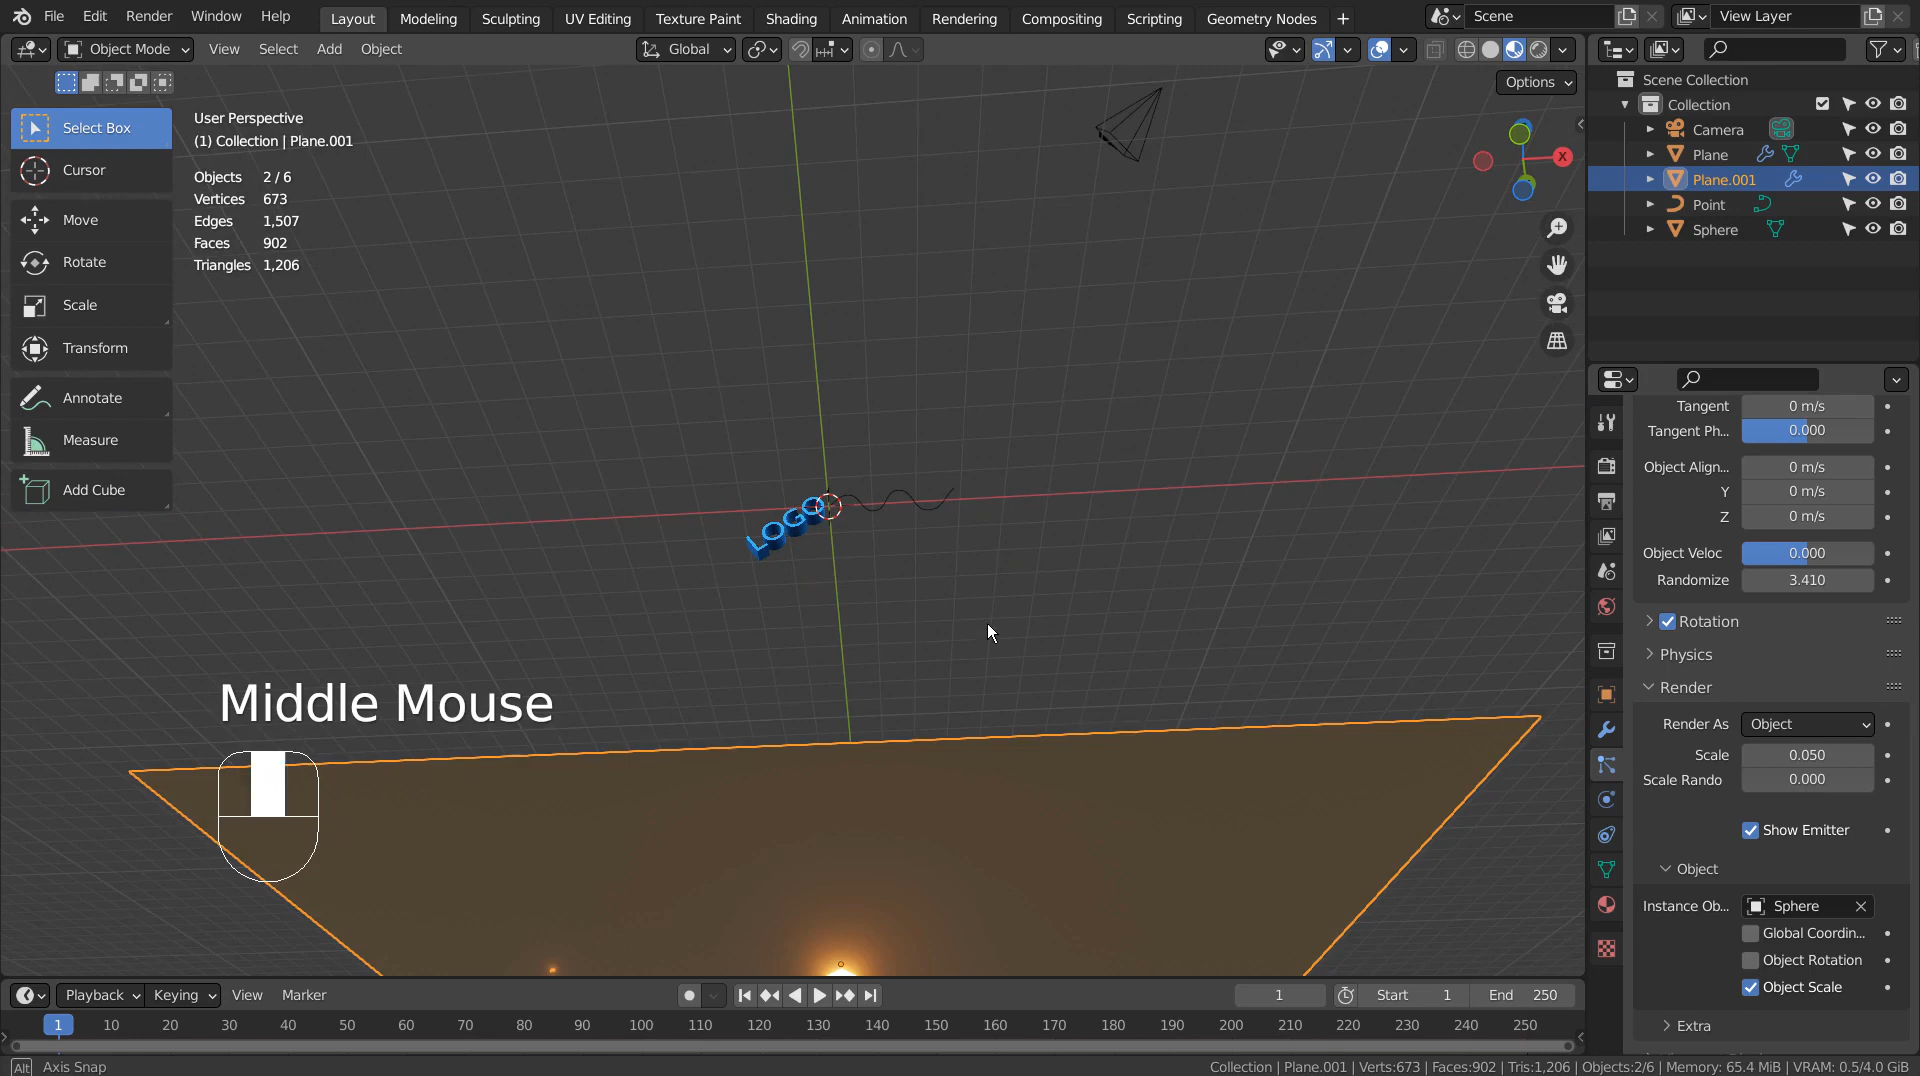 File Edit Render Window Help Layout Modeling Sculpting UV Editing Texture Paint Shading Animation Rendering Compositing Scripting Geometry Nodes + Scene View Layer
Object Mode View Select Add Object Global
Options
Select Box
Cursor
Move
Rotate
Scale
Transform
Annotate
Measure
Add Cube
User Perspective
(1) Collection | Plane.001
Objects 2 / 6
Vertices 673
Edges 1,507
Faces 902
Triangles 1,206
X
LOGO
Middle Mouse
Scene Collection
Collection
Camera
Plane
Plane.001
Point
Sphere
Tangent 0 m/s
Tangent Ph... 0.000
Object Align... 0 m/s
Y 0 m/s
Z 0 m/s
Object Veloc 0.000
Randomize 3.410
Rotation
Physics
Render
Render As Object
Scale 0.050
Scale Rando 0.000
Show Emitter
Object
Instance Ob... Sphere
Global Coordin...
Object Rotation
Object Scale
Extra
Playback Keying View Marker 1 Start 1 End 250
1 10 20 30 40 50 60 70 80 90 100 110 120 130 140 150 160 170 180 190 200 210 220 230 240 250
Alt Axis Snap Collection | Plane.001 | Verts:673 | Faces:902 | Tris:1,206 | Objects:2/6 | Memory: 65.4 MiB | VRAM: 0.5/4.0 GiB